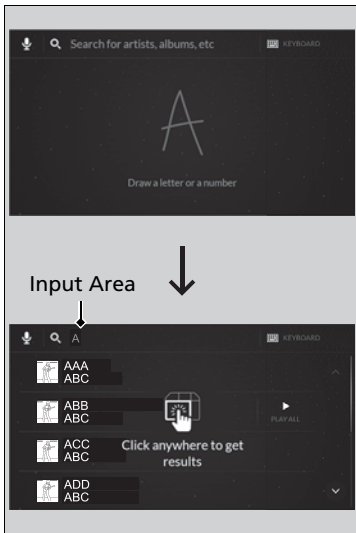 Search for artists, albums, etc
KEYBOARD
A
Draw a letter or a number
Input Area
A
KEYBOARD
AAA
ABC
ABB
ABC
PLAY ALL
ACC
ABC
Click anywhere to get
results
ADD
ABC